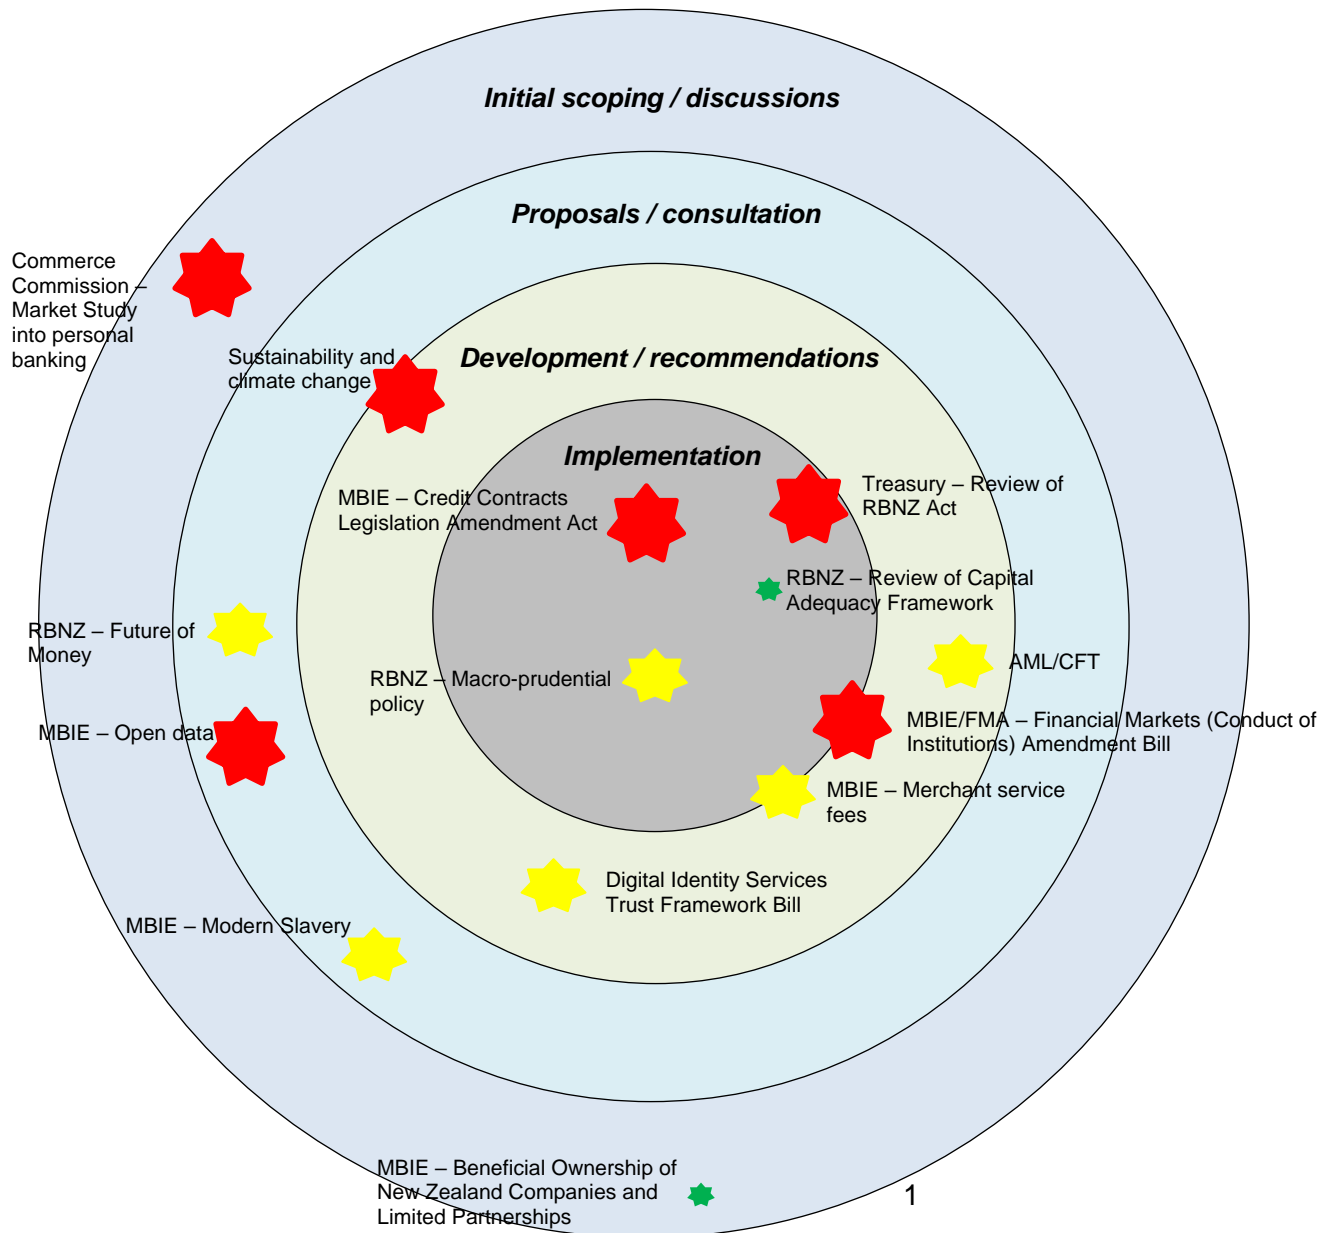 Initial scoping / discussions
Proposals / consultation
Commerce
Commission –
Market Study
into personal
banking
Sustainability and
climate change
Development / recommendations
Implementation
MBIE – Credit Contracts
Legislation Amendment Act
Treasury – Review of
RBNZ Act
RBNZ – Review of Capital
Adequacy Framework
RBNZ – Future of
Money
RBNZ – Macro-prudential
policy
AML/CFT
MBIE – Open data
MBIE/FMA – Financial Markets (Conduct of
Institutions) Amendment Bill
MBIE – Merchant service
fees
Digital Identity Services
Trust Framework Bill
MBIE – Modern Slavery
MBIE – Beneficial Ownership of
New Zealand Companies and
Limited Partnerships
1